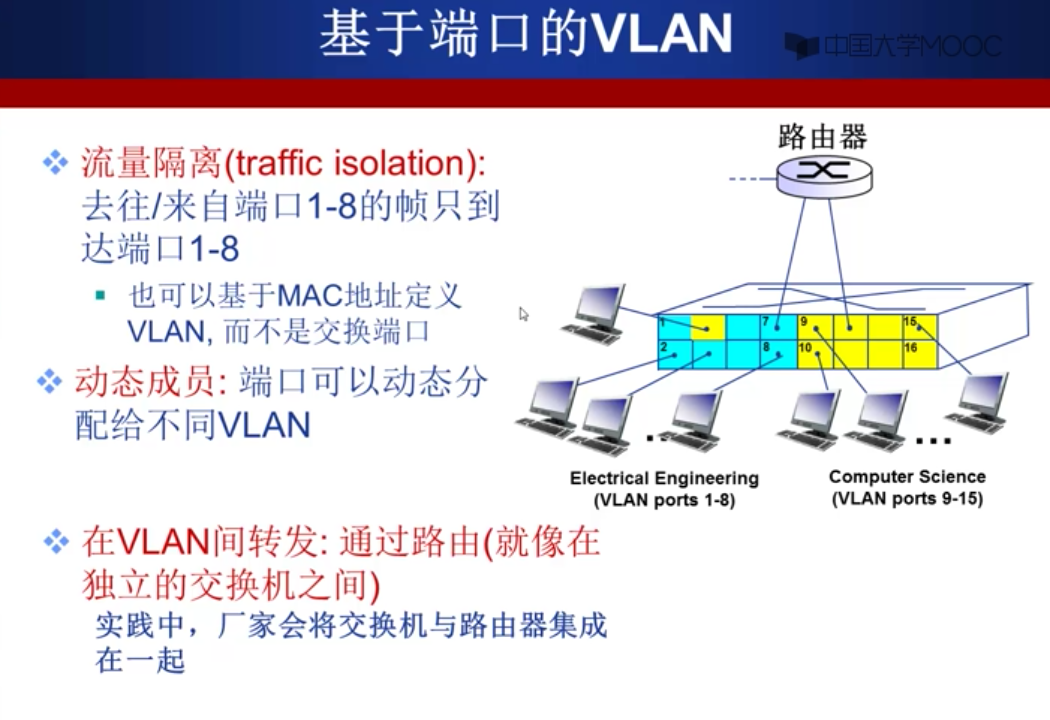 基于端口的VLAN
中国大学MOOC
流量隔离(traffic isolation):
去往/来自端口1-8的帧只到
达端口1-8
也可以基于MAC地址定义
VLAN, 而不是交换端口
动态成员: 端口可以动态分
配给不同VLAN
在VLAN间转发: 通过路由(就像在
独立的交换机之间)
实践中，厂家会将交换机与路由器集成
在一起
路由器
1 7 9 15
2 8 10 16
...
...
Electrical Engineering
(VLAN ports 1-8)
Computer Science
(VLAN ports 9-15)